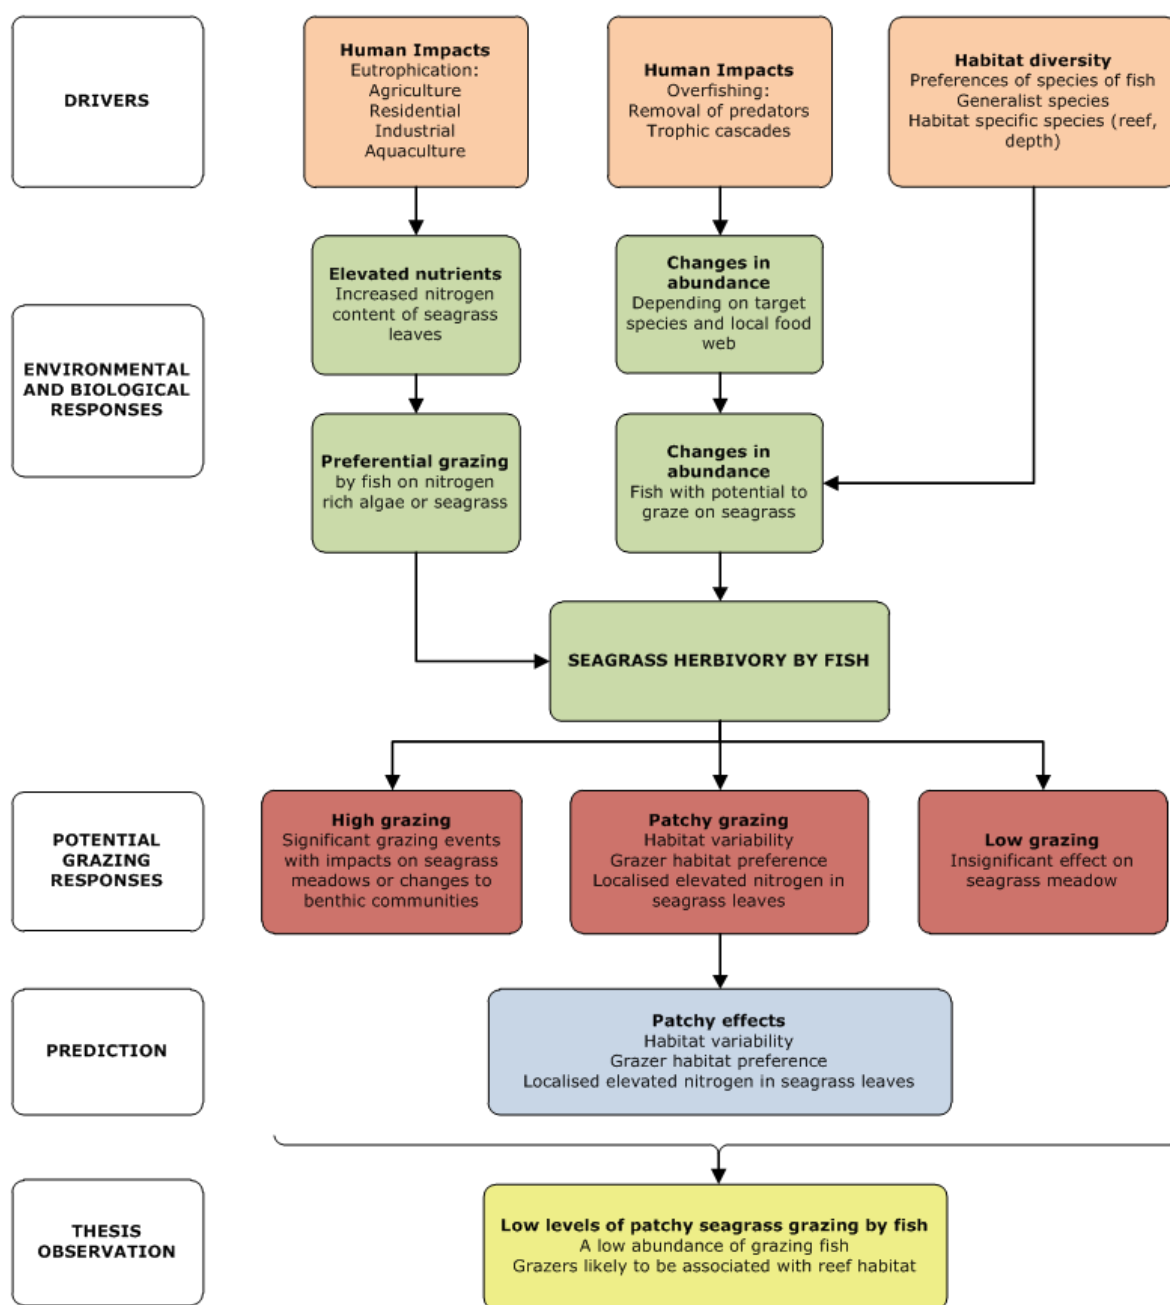 DRIVERS
Human Impacts
Eutrophication:
Agriculture
Residential
Industrial
Aquaculture
Human Impacts
Overfishing:
Removal of predators
Trophic cascades
Habitat diversity
Preferences of species of fish
Generalist species
Habitat specific species (reef,
depth)
ENVIRONMENTAL
AND BIOLOGICAL
RESPONSES
Elevated nutrients
Increased nitrogen
content of seagrass
leaves
Changes in
abundance
Depending on target
species and local food
web
Preferential grazing
by fish on nitrogen
rich algae or seagrass
Changes in
abundance
Fish with potential to
graze on seagrass
SEAGRASS HERBIVORY BY FISH
POTENTIAL
GRAZING
RESPONSES
High grazing
Significant grazing events
with impacts on seagrass
meadows or changes to
benthic communities
Patchy grazing
Habitat variability
Grazer habitat preference
Localised elevated nitrogen in
seagrass leaves
Low grazing
Insignificant effect on
seagrass meadow
PREDICTION
Patchy effects
Habitat variability
Grazer habitat preference
Localised elevated nitrogen in seagrass leaves
THESIS
OBSERVATION
Low levels of patchy seagrass grazing by fish
A low abundance of grazing fish
Grazers likely to be associated with reef habitat